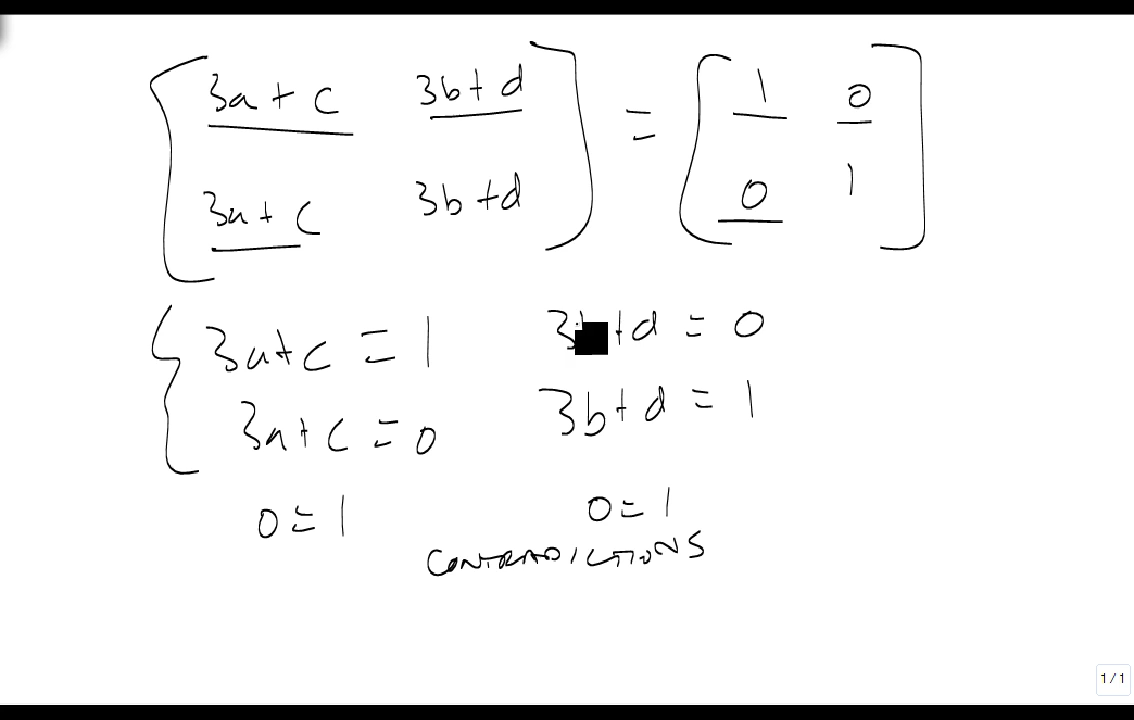 3a + c 3b + d = 1 0
3a + c 3b + d 0 1
3a + c = 1 3 + d = 0
3a + c = 0 3b + d = 1
0 = 1 0 = 1
CONTRADICTIONS
1/1